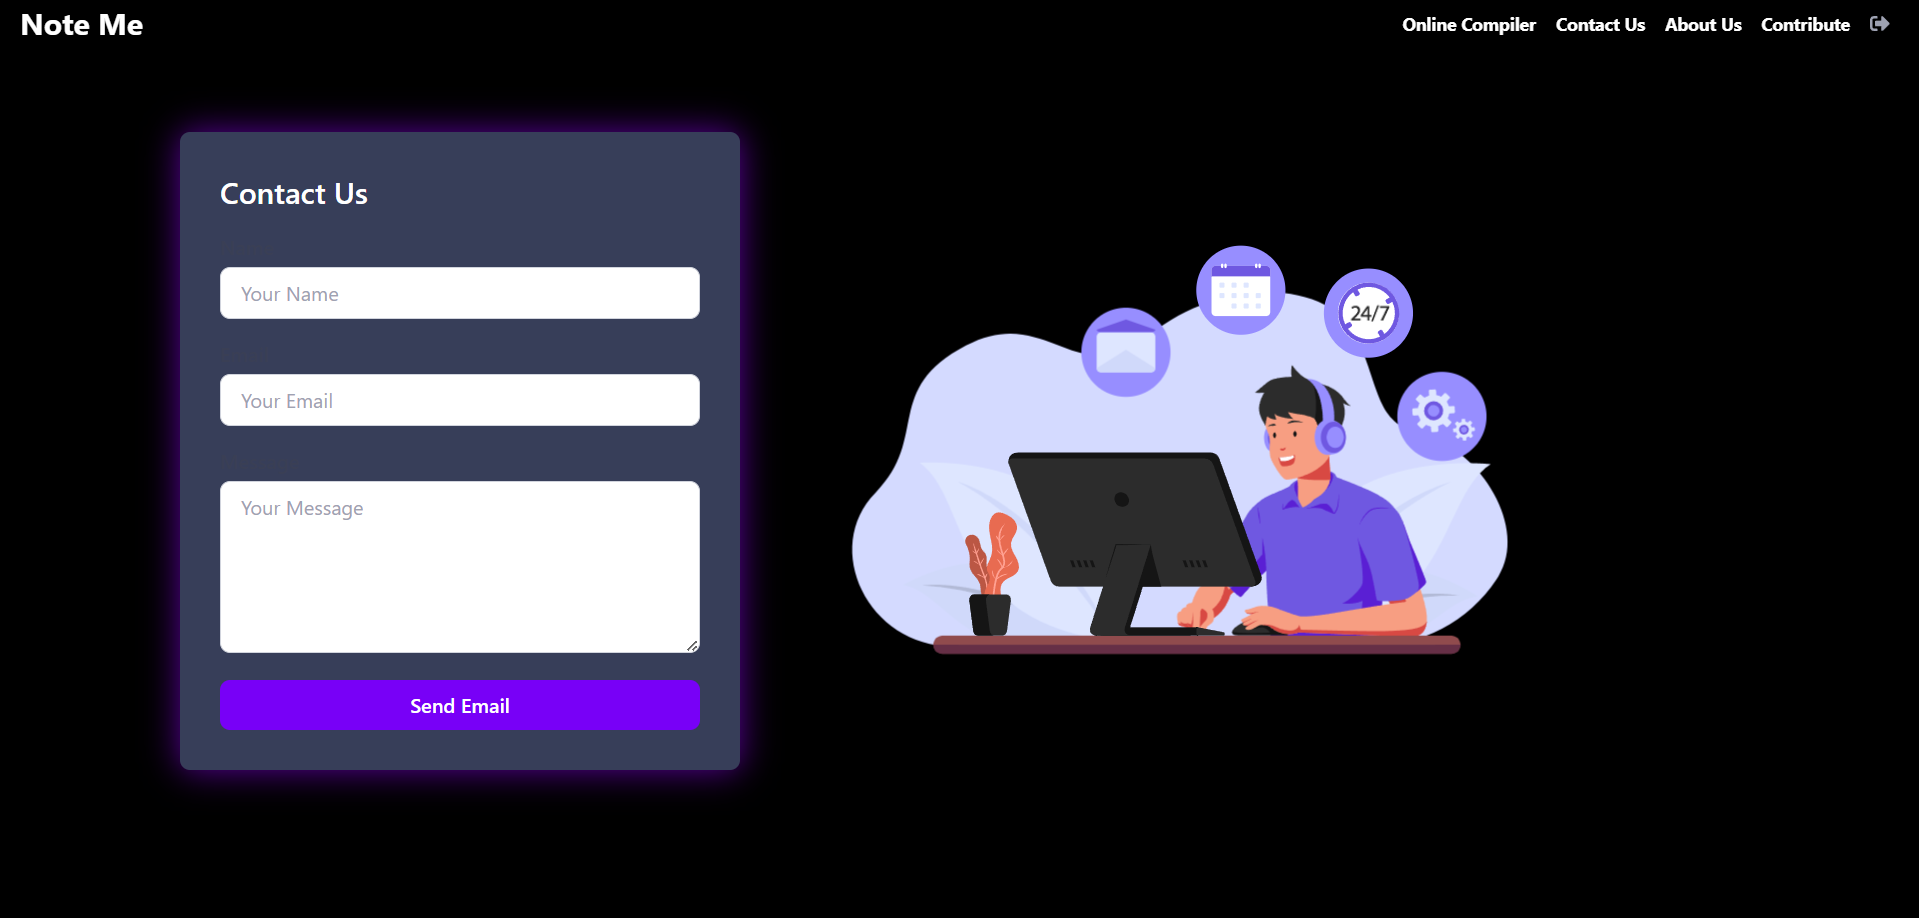 Note Me
Online Compiler Contact Us About Us Contribute
Contact Us
Your Name
Your Email
Your Message
Send Email
24/7